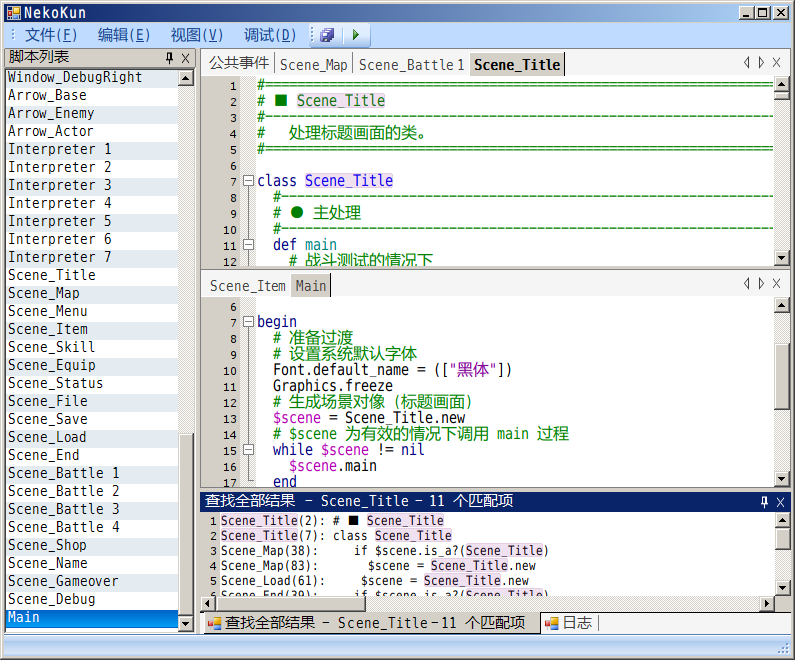 NekoKun
文件(F) 编辑(E) 视图(V) 调试(D)
脚本列表
Window_DebugRight
Arrow_Base
Arrow_Enemy
Arrow_Actor
Interpreter 1
Interpreter 2
Interpreter 3
Interpreter 4
Interpreter 5
Interpreter 6
Interpreter 7
Scene_Title
Scene_Map
Scene_Menu
Scene_Item
Scene_Skill
Scene_Equip
Scene_Status
Scene_File
Scene_Save
Scene_Load
Scene_End
Scene_Battle 1
Scene_Battle 2
Scene_Battle 3
Scene_Battle 4
Scene_Shop
Scene_Name
Scene_Gameover
Scene_Debug
Main
公共事件 Scene_Map Scene_Battle 1 Scene_Title
1 #==============================================================
2 # ■ Scene_Title
3 #--------------------------------------------------------------
4 #   处理标题画面的类。
5 #==============================================================
6
7 class Scene_Title
8   #--------------------------------------------------------------
9   # ● 主处理
10   #--------------------------------------------------------------
11   def main
12     # 战斗测试的情况下
Scene_Item Main
6
7 begin
8   # 准备过渡
9   # 设置系统默认字体
10   Font.default_name = (["黑体"])
11   Graphics.freeze
12   # 生成场景对像 (标题画面)
13   $scene = Scene_Title.new
14   # $scene 为有效的情况下调用 main 过程
15   while $scene != nil
16     $scene.main
17   end
查找全部结果 - Scene_Title - 11 个匹配项
1 Scene_Title(2): # ■ Scene_Title
2 Scene_Title(7): class Scene_Title
3 Scene_Map(38):     if $scene.is_a?(Scene_Title)
4 Scene_Map(83):       $scene = Scene_Title.new
5 Scene_Load(61):     $scene = Scene_Title.new
6 Scene_End(39):     if $scene.is_a?(Scene_Title)
查找全部结果 - Scene_Title - 11 个匹配项 日志